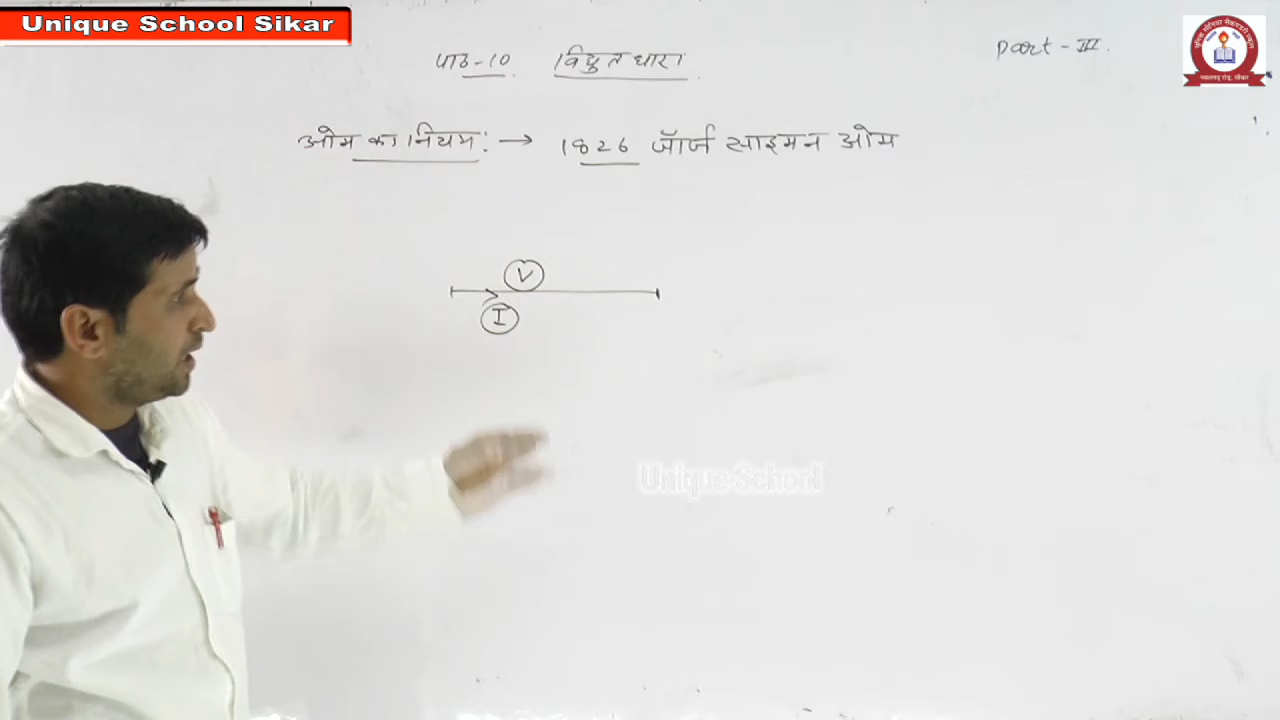 Unique School Sikar
पाठ-10 विद्युत धारा
Part - III
ओम का नियम: → 1826 जॉर्ज साइमन ओम
V
I
Unique School